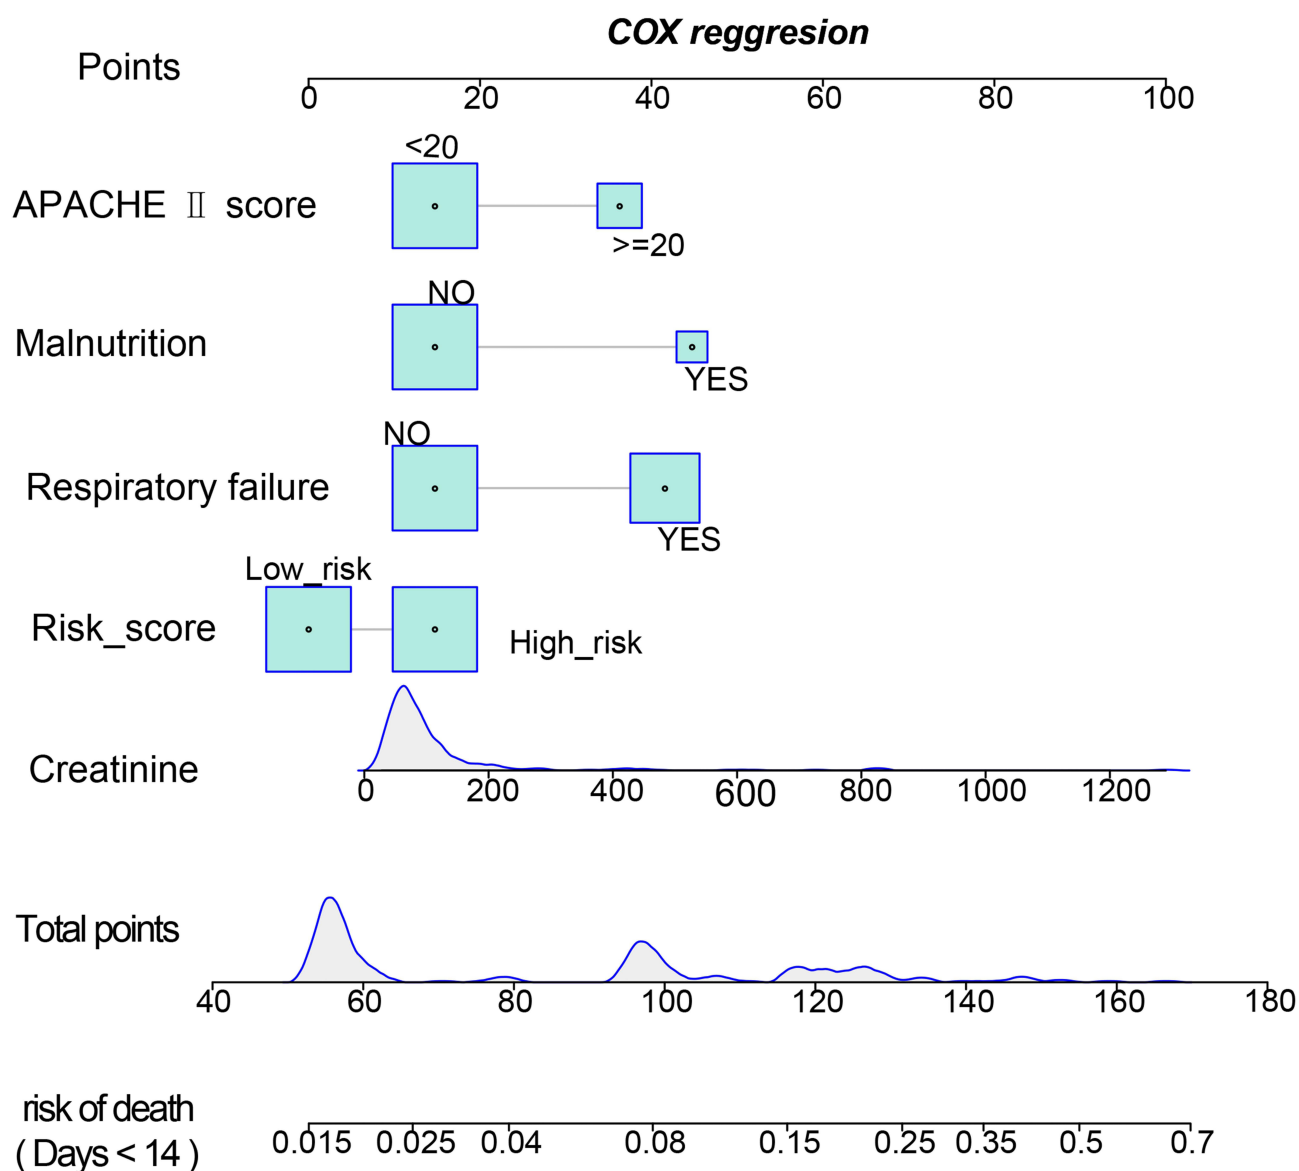 COX reggresion
Points
0 20 40 60 80 100
<20
APACHE Ⅱ score
>=20
NO
Malnutrition
YES
NO
Respiratory failure
YES
Low_risk
Risk_score
High_risk
Creatinine
0 200 400 600 800 1000 1200
Total points
40 60 80 100 120 140 160 180
risk of death
( Days < 14 )
0.015 0.025 0.04 0.08 0.15 0.25 0.35 0.5 0.7